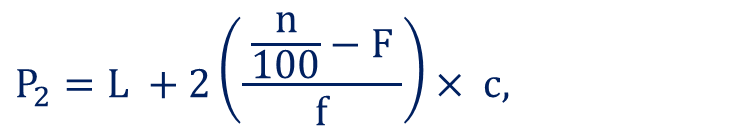 P₂ = L + 2 ( ( n/100 − F ) / f ) × c,